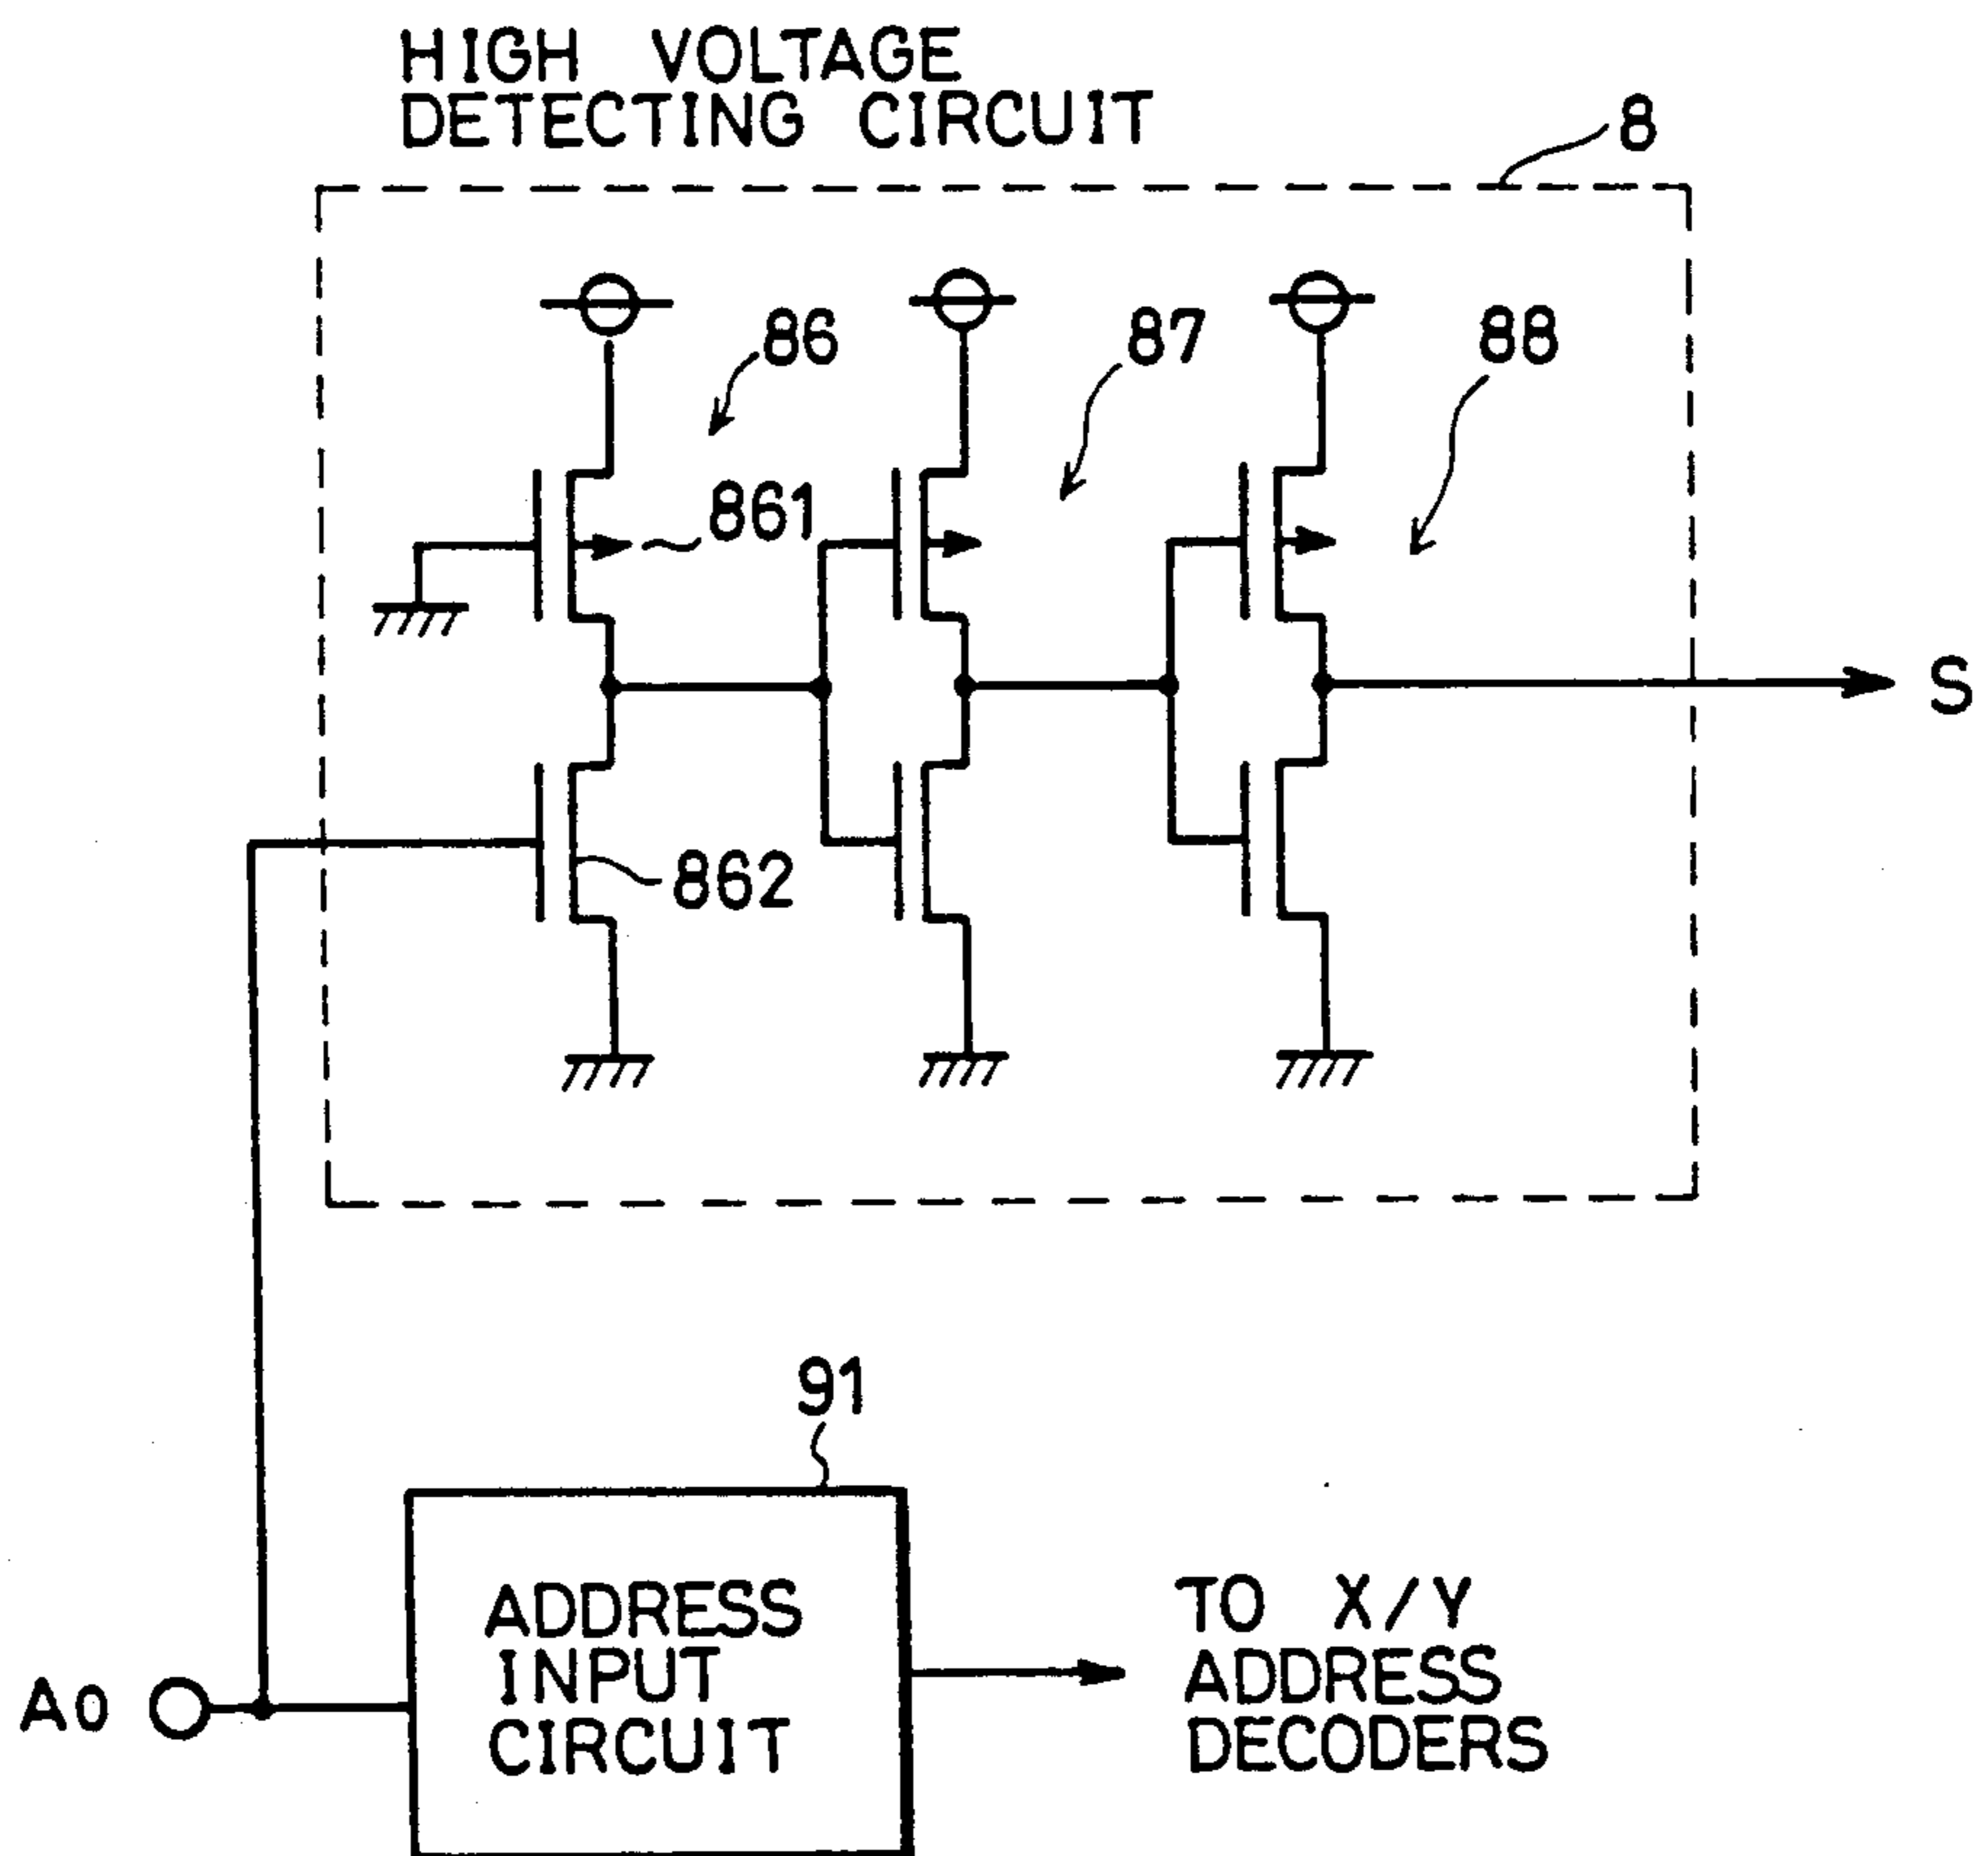 HIGH VOLTAGE
DETECTING CIRCUIT
8
86
87
88
861
S
862
91
ADDRESS
INPUT
CIRCUIT
TO X/Y
ADDRESS
DECODERS
A0